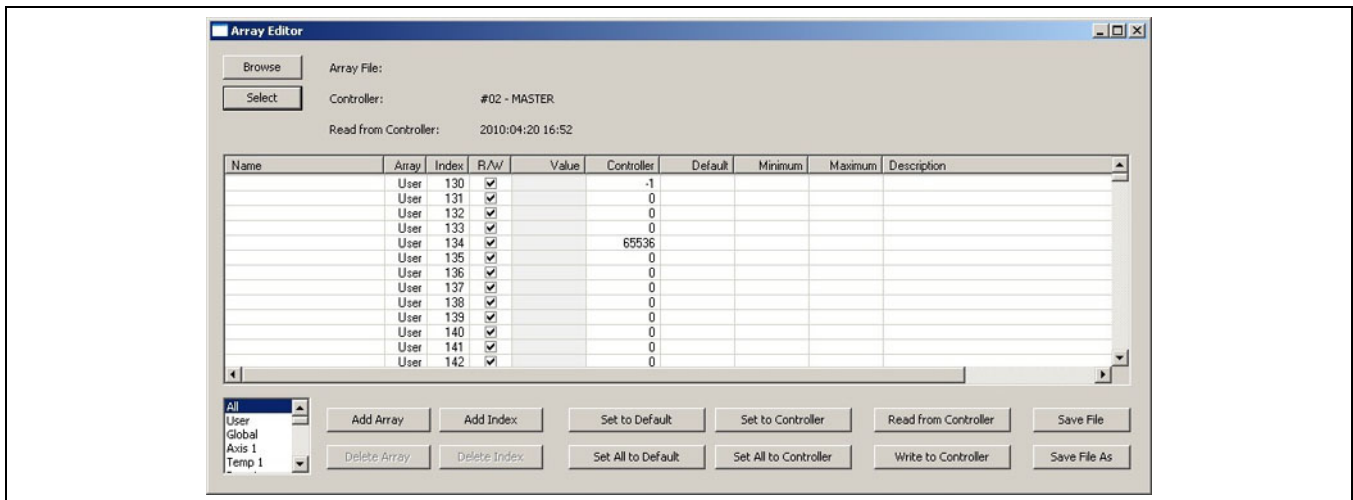 Array Editor
Browse Array File:
Select Controller: #02 - MASTER
Read from Controller: 2010:04:20 16:52
Name Array Index R/W Value Controller Default Minimum Maximum Description
User 130 -1
User 131 0
User 132 0
User 133 0
User 134 65536
User 135 0
User 136 0
User 137 0
User 138 0
User 139 0
User 140 0
User 141 0
User 142 0
All
User
Global
Axis 1
Temp 1
Add Array Add Index Set to Default Set to Controller Read from Controller Save File
Delete Array Delete Index Set All to Default Set All to Controller Write to Controller Save File As